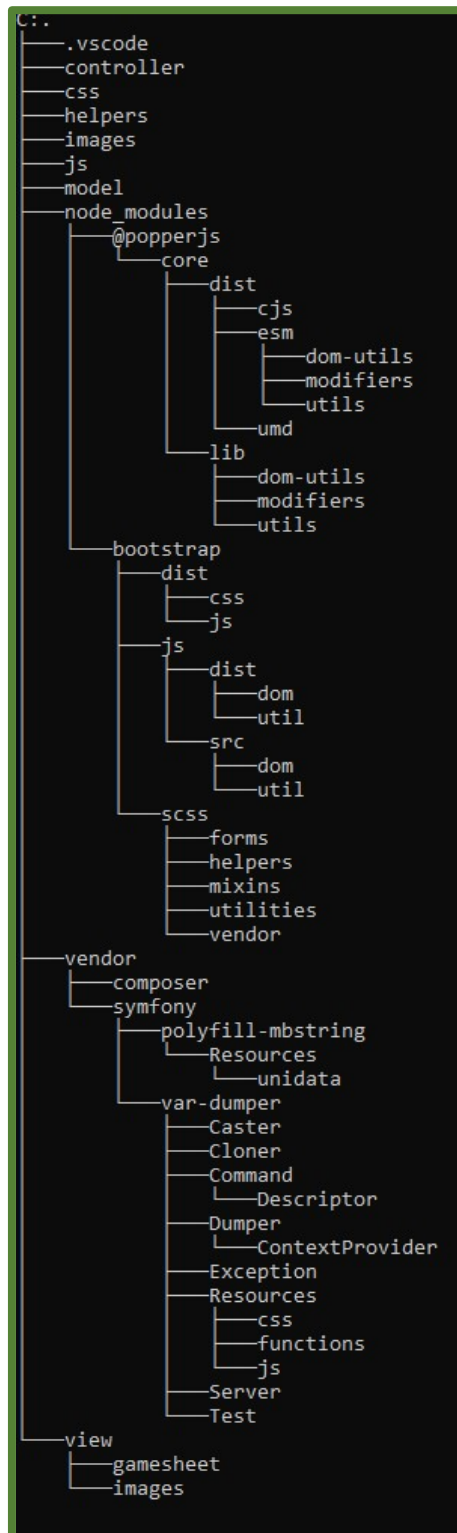 C:.
├───.vscode
├───controller
├───css
├───helpers
├───images
├───js
├───model
├───node_modules
│   ├───@popperjs
│   │   └───core
│   │       ├───dist
│   │       │   ├───cjs
│   │       │   ├───esm
│   │       │   │   ├───dom-utils
│   │       │   │   ├───modifiers
│   │       │   │   └───utils
│   │       │   └───umd
│   │       └───lib
│   │           ├───dom-utils
│   │           ├───modifiers
│   │           └───utils
│   └───bootstrap
│       ├───dist
│       │   ├───css
│       │   └───js
│       ├───js
│       │   ├───dist
│       │   │   ├───dom
│       │   │   └───util
│       │   └───src
│       │       ├───dom
│       │       └───util
│       └───scss
│           ├───forms
│           ├───helpers
│           ├───mixins
│           ├───utilities
│           └───vendor
├───vendor
│   ├───composer
│   └───symfony
│       ├───polyfill-mbstring
│       │   └───Resources
│       │       └───unidata
│       └───var-dumper
│           ├───Caster
│           ├───Cloner
│           ├───Command
│           │   └───Descriptor
│           ├───Dumper
│           │   └───ContextProvider
│           ├───Exception
│           ├───Resources
│           │   ├───css
│           │   ├───functions
│           │   └───js
│           ├───Server
│           └───Test
└───view
    ├───gamesheet
    └───images